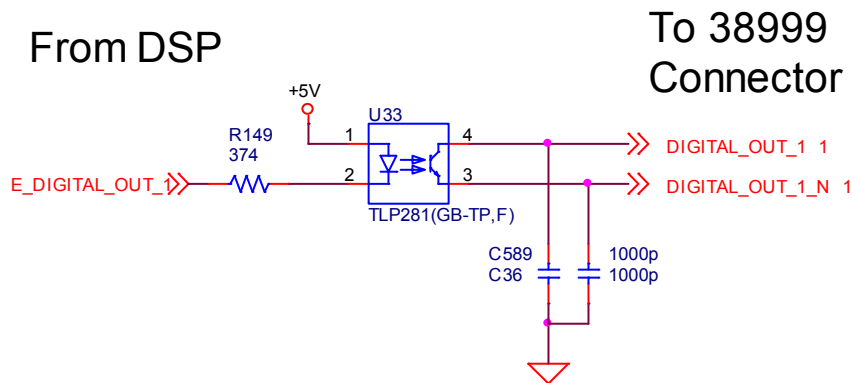 From DSP
To 38999
Connector
+5V
U33
R149
374
1
4
E_DIGITAL_OUT_1
2
3
DIGITAL_OUT_1 1
DIGITAL_OUT_1_N 1
TLP281(GB-TP,F)
C589
C36
1000p
1000p